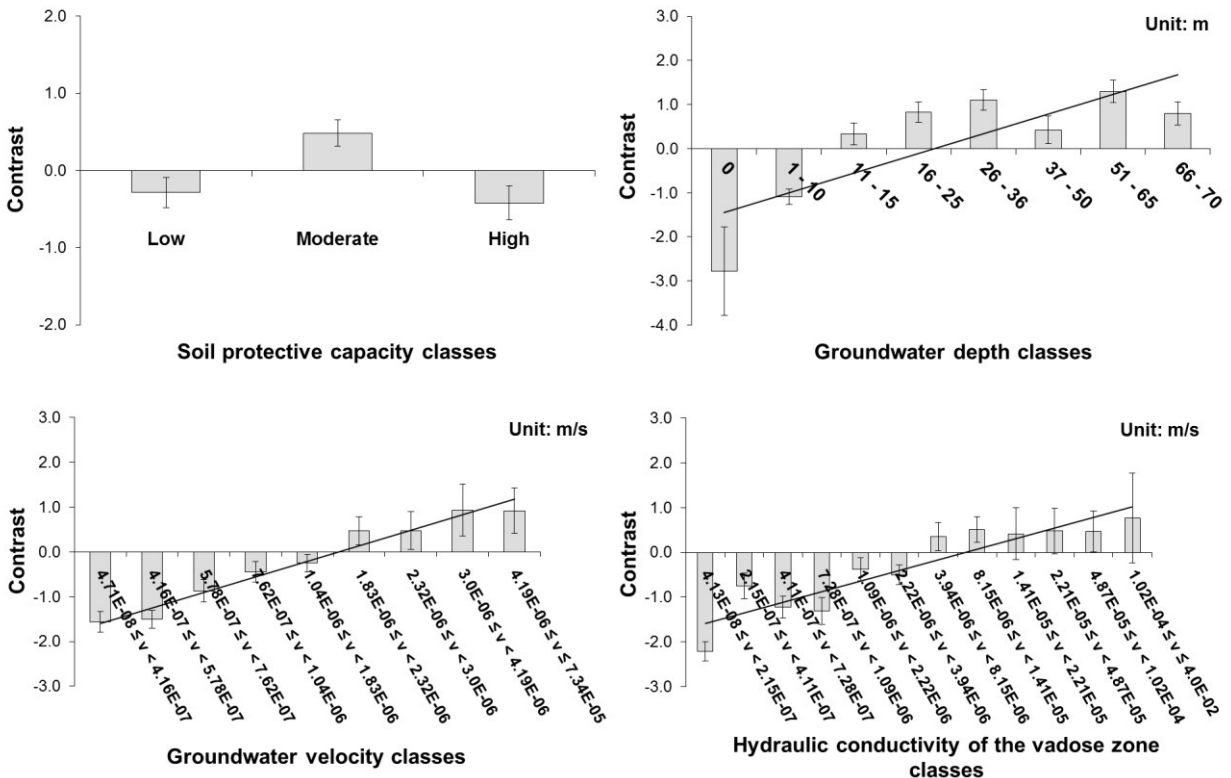 2.0
1.0
0.0
-1.0
-2.0
Contrast
Low
Moderate
High
Soil protective capacity classes
Unit: m
3.0
2.0
1.0
0.0
-1.0
-2.0
-3.0
-4.0
Contrast
0
1 - 10
11 - 15
16 - 25
26 - 36
37 - 50
51 - 65
66 - 70
Groundwater depth classes
3.0
2.0
1.0
0.0
-1.0
-2.0
-3.0
Contrast
Unit: m/s
4.71E-08 ≤ v < 4.16E-07
4.16E-07 ≤ v < 5.78E-07
5.78E-07 ≤ v < 7.62E-07
7.62E-07 ≤ v < 1.04E-06
1.04E-06 ≤ v < 1.83E-06
1.83E-06 ≤ v < 2.32E-06
2.32E-06 ≤ v < 3.0E-06
3.0E-06 ≤ v < 4.19E-06
4.19E-06 ≤ v ≤ 7.34E-05
Groundwater velocity classes
3.0
2.0
1.0
0.0
-1.0
-2.0
-3.0
Contrast
Unit: m/s
4.13E-08 ≤ v < 2.15E-07
2.15E-07 ≤ v < 4.11E-07
4.11E-07 ≤ v < 7.28E-07
7.28E-07 ≤ v < 1.09E-06
1.09E-06 ≤ v < 2.22E-06
2.22E-06 ≤ v < 3.94E-06
3.94E-06 ≤ v < 8.15E-06
8.15E-06 ≤ v < 1.41E-05
1.41E-05 ≤ v < 2.21E-05
2.21E-05 ≤ v < 4.87E-05
4.87E-05 ≤ v < 1.02E-04
1.02E-04 ≤ v ≤ 4.0E-02
Hydraulic conductivity of the vadose zone
classes